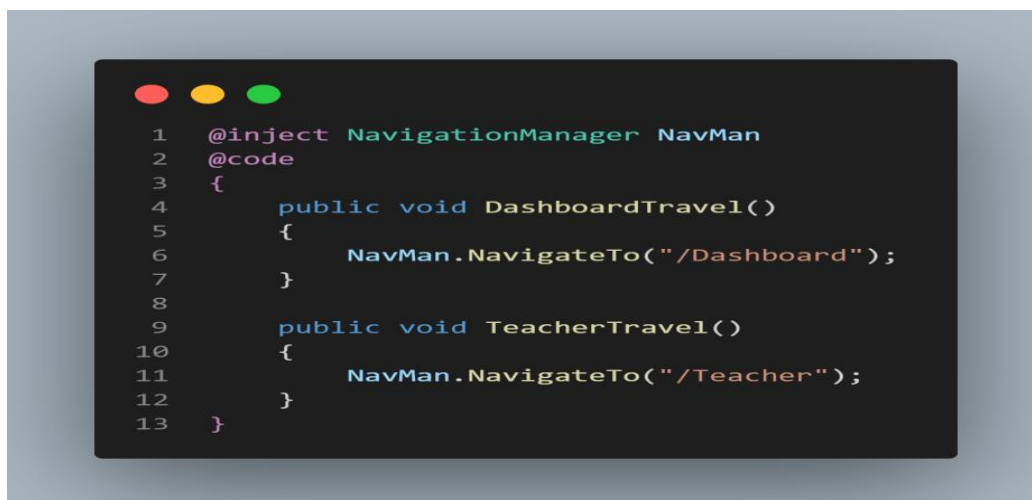 1 @inject NavigationManager NavMan
2 @code
3 {
4 public void DashboardTravel()
5 {
6 NavMan.NavigateTo("/Dashboard");
7 }
8
9 public void TeacherTravel()
10 {
11 NavMan.NavigateTo("/Teacher");
12 }
13 }